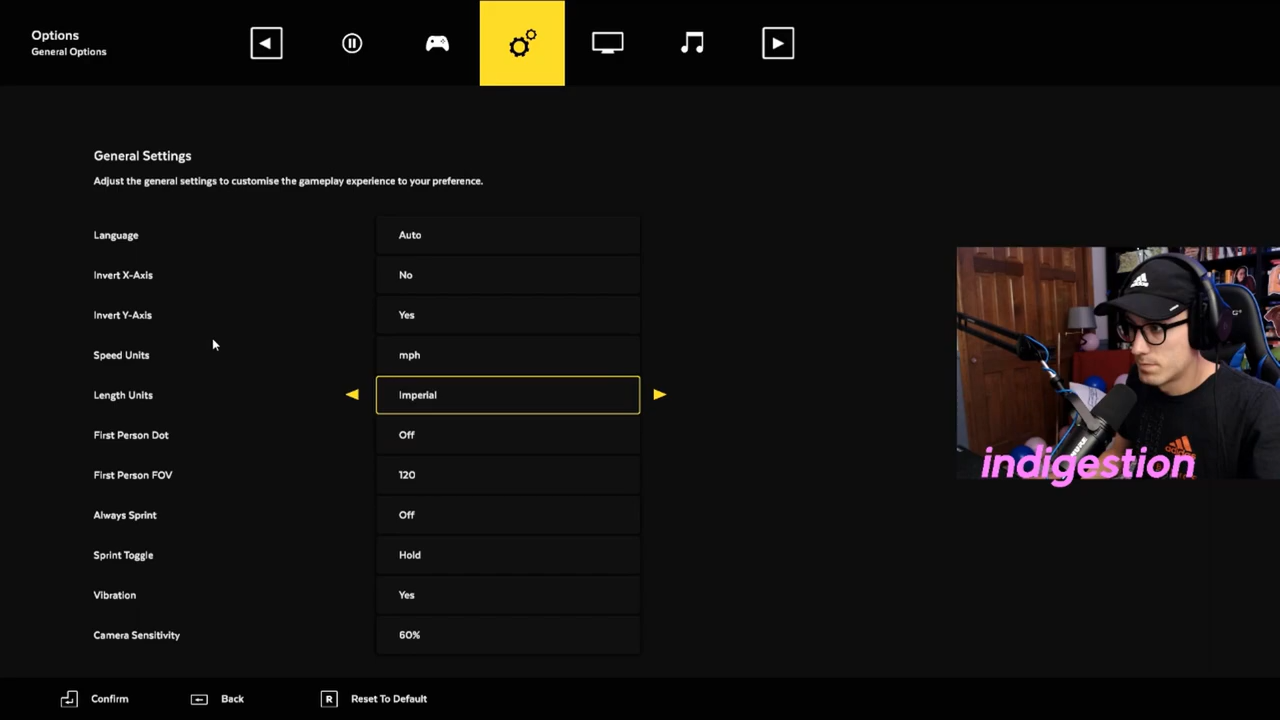 Options
General Options
General Settings
Adjust the general settings to customise the gameplay experience to your preference.
Language Auto
Invert X-Axis No
Invert Y-Axis Yes
Speed Units mph
Length Units Imperial
First Person Dot Off
First Person FOV 120
Always Sprint Off
Sprint Toggle Hold
Vibration Yes
Camera Sensitivity 60%
indigestion
Confirm
Back
R Reset To Default